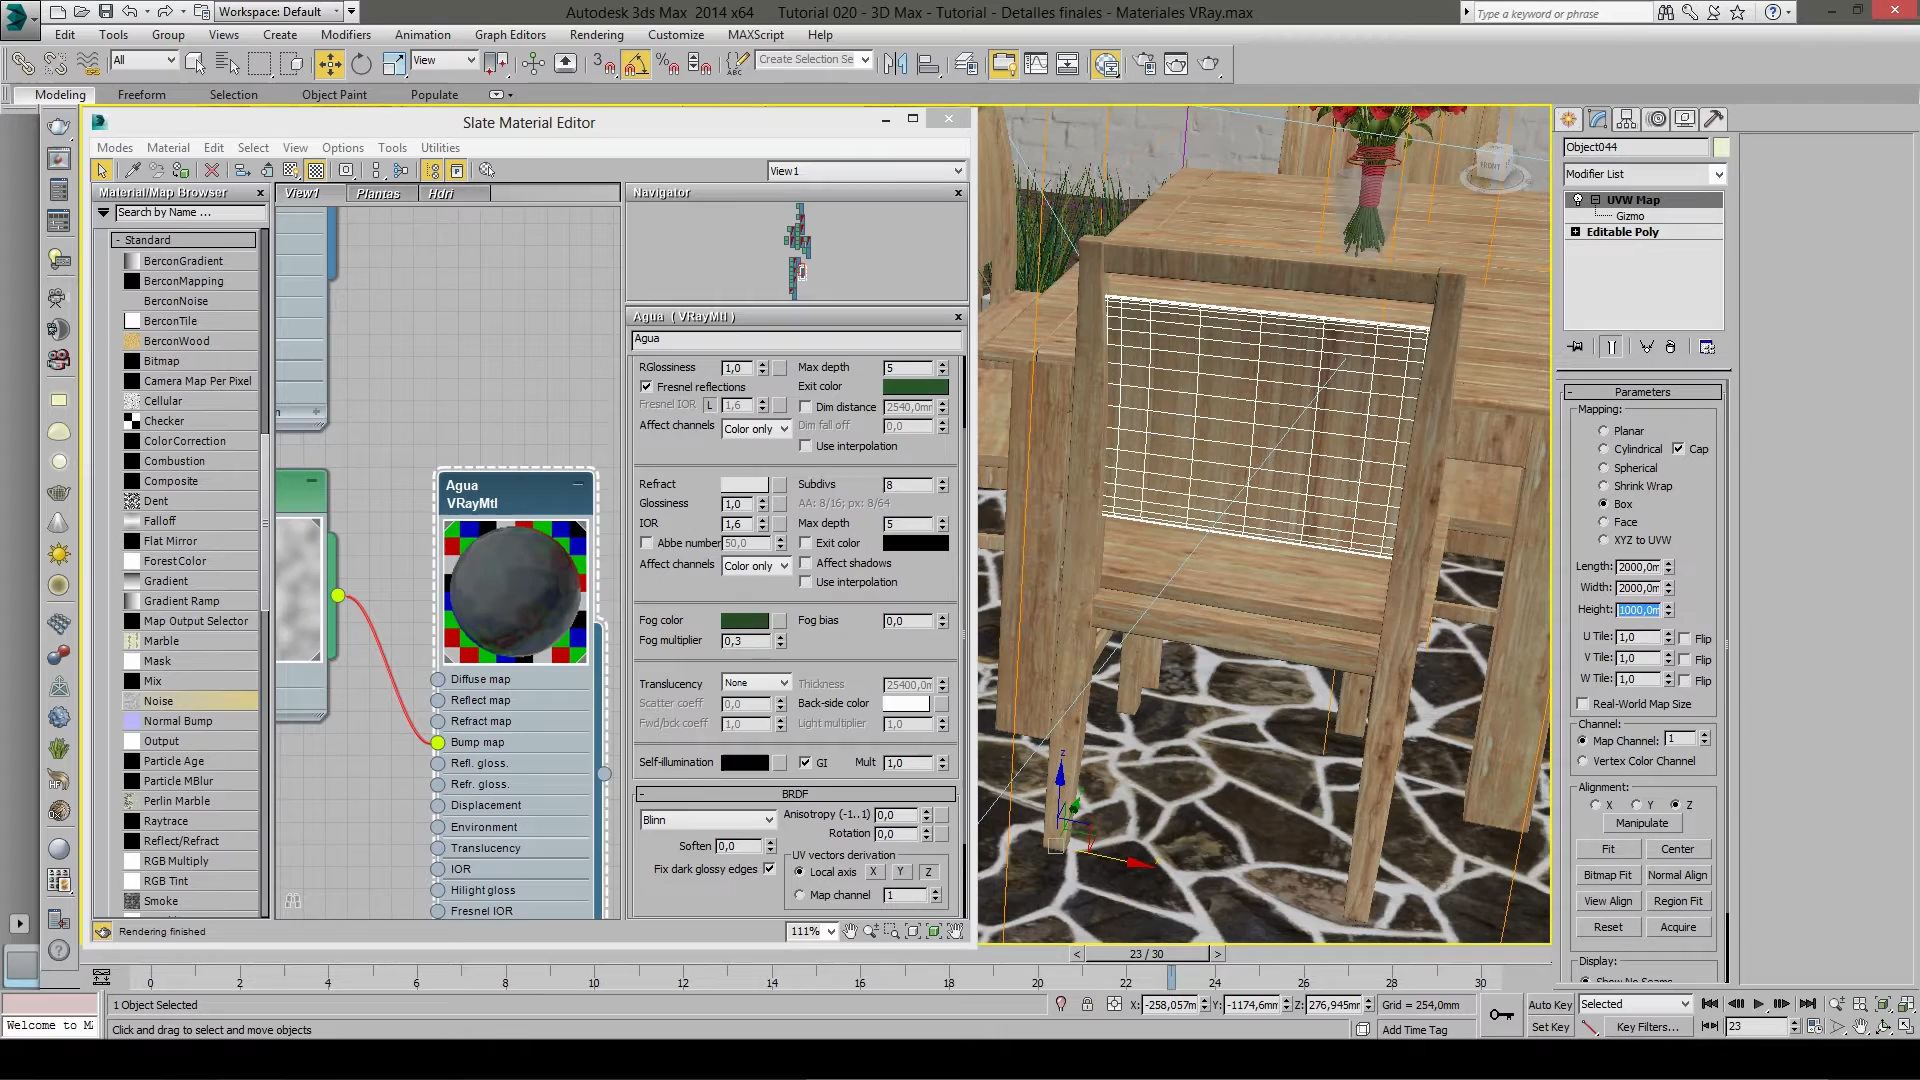 Workspace: Default
Autodesk 3ds Max 2014 x64 Tutorial 020 - 3D Max - Tutorial - Detalles finales - Materiales VRay.max
Type a keyword or phrase
Edit Tools Group Views Create Modifiers Animation Graph Editors Rendering Customize MAXScript Help
All
View
3
Create Selection Se
Modeling Freeform Selection Object Paint Populate
Slate Material Editor
Modes Material Edit Select View Options Tools Utilities
View1
Material/Map Browser
Search by Name ...
- Standard
BerconGradient
BerconMapping
BerconNoise
BerconTile
BerconWood
Bitmap
Camera Map Per Pixel
Cellular
Checker
ColorCorrection
Combustion
Composite
Dent
Falloff
Flat Mirror
ForestColor
Gradient
Gradient Ramp
Map Output Selector
Marble
Mask
Mix
Noise
Normal Bump
Output
Particle Age
Particle MBlur
Perlin Marble
Raytrace
Reflect/Refract
RGB Multiply
RGB Tint
Smoke
View1 Plantas Hdri
Agua
VRayMtl
Diffuse map
Reflect map
Refract map
Bump map
Refl. gloss.
Refr. gloss.
Displacement
Environment
Translucency
IOR
Hilight gloss
Fresnel IOR
Navigator
Agua ( VRayMtl )
Agua
RGlossiness 1,0 Max depth 5
Fresnel reflections Exit color
Fresnel IOR L 1,6 Dim distance 2540,0mm
Affect channels Color only Dim fall off 0,0
Use interpolation
Refract Subdivs 8
Glossiness 1,0 AA: 8/16; px: 8/64
IOR 1,6 Max depth 5
Abbe number 50,0 Exit color
Affect channels Color only Affect shadows
Use interpolation
Fog color Fog bias 0,0
Fog multiplier 0,3
Translucency None Thickness 25400,0m
Scatter coeff 0,0 Back-side color
Fwd/bck coeff 1,0 Light multiplier 1,0
Self-illumination GI Mult 1,0
- BRDF
Blinn Anisotropy (-1..1) 0,0
Rotation 0,0
Soften 0,0 UV vectors derivation
Fix dark glossy edges Local axis X Y Z
Map channel 1
Rendering finished
111%
FRONT
z
x
Object044
Modifier List
UVW Map
Gizmo
Editable Poly
- Parameters
Mapping:
Planar
Cylindrical Cap
Spherical
Shrink Wrap
Box
Face
XYZ to UVW
Length: 2000,0m
Width: 2000,0m
Height: 1000,0m
U Tile: 1,0 Flip
V Tile: 1,0 Flip
W Tile: 1,0 Flip
Real-World Map Size
Channel:
Map Channel: 1
Vertex Color Channel
Alignment:
X Y Z
Manipulate
Fit Center
Bitmap Fit Normal Align
View Align Region Fit
Reset Acquire
Display:
Show No Seams
< 23 / 30 >
0 2 4 6 8 10 12 14 16 18 20 22 24 26 28 30
1 Object Selected
X: -258,057m Y: -1174,6mm Z: 276,945mm Grid = 254,0mm
Auto Key Selected
Welcome to M
Click and drag to select and move objects
Add Time Tag
Set Key Key Filters... 23